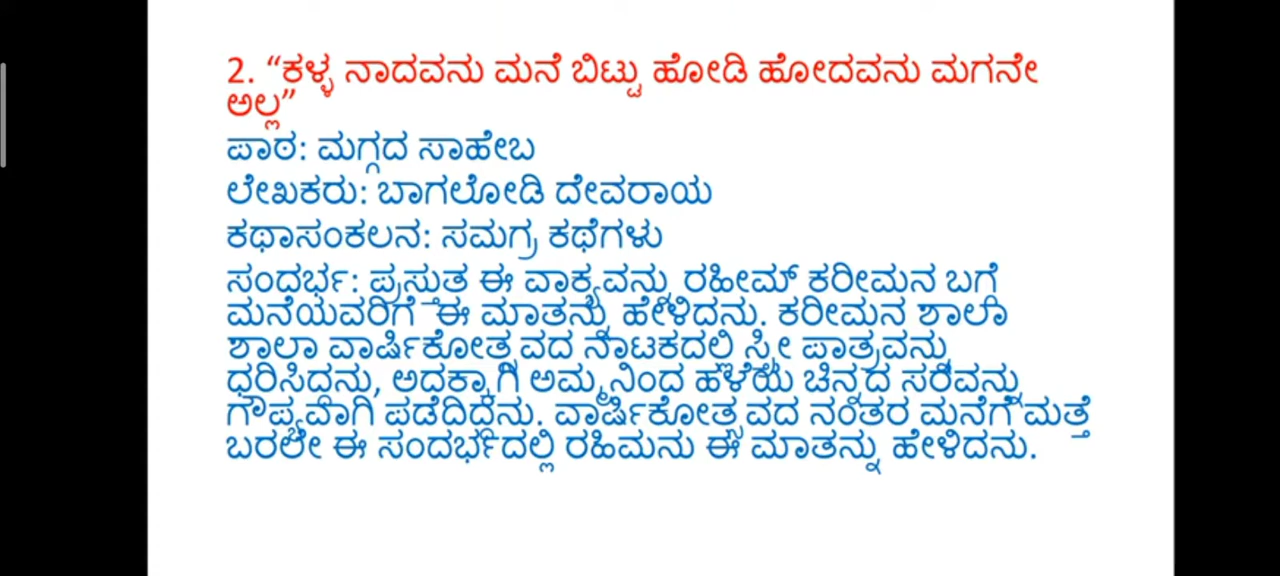 2. “ಕಳ್ಳ ನಾದವನು ಮನೆ ಬಿಟ್ಟು ಹೋಡಿ ಹೋದವನು ಮಗನೇ
ಅಲ್ಲ”
ಪಾಠ: ಮಗ್ಗದ ಸಾಹೇಬ
ಲೇಖಕರು: ಬಾಗಲೋಡಿ ದೇವರಾಯ
ಕಥಾಸಂಕಲನ: ಸಮಗ್ರ ಕಥೆಗಳು
ಸಂದರ್ಭ: ಪ್ರಸ್ತುತ ಈ ವಾಕ್ಯವನ್ನು ರಹೀಮ್ ಕರೀಮನ ಬಗ್ಗೆ
ಮನೆಯವರಿಗೆ ಈ ಮಾತನ್ನು ಹೇಳಿದನು. ಕರೀಮನ ಶಾಲಾ
ಶಾಲಾ ವಾರ್ಷಿಕೋತ್ಸವದ ನಾಟಕದಲ್ಲಿ ಸ್ತ್ರೀ ಪಾತ್ರವನ್ನು
ಧರಿಸಿದ್ದನು, ಅದಕ್ಕಾಗಿ ಅಮ್ಮನಿಂದ ಹಳೆಯ ಚಿನ್ನದ ಸರವನ್ನು
ಗೌಪ್ಯವಾಗಿ ಪಡೆದಿದ್ದನು. ವಾರ್ಷಿಕೋತ್ಸವದ ನಂತರ ಮನೆಗೆ ಮತ್ತೆ
ಬರಲೇ ಈ ಸಂದರ್ಭದಲ್ಲಿ ರಹಿಮನು ಈ ಮಾತನ್ನು ಹೇಳಿದನು.